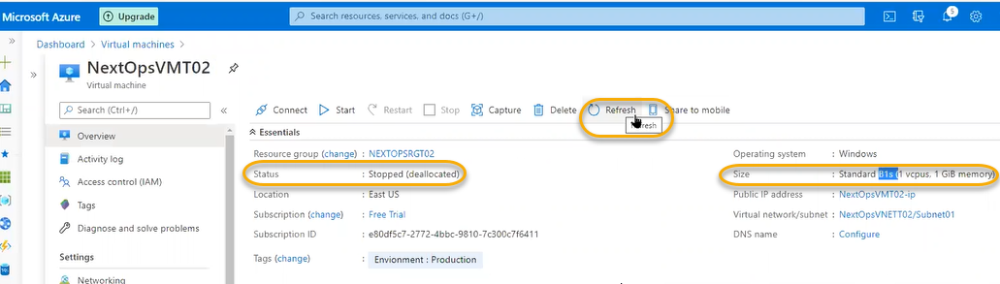 Microsoft Azure
Upgrade
Search resources, services, and docs (G+/)
5
Dashboard > Virtual machines >
NextOpsVMT02
Virtual machine
Search (Ctrl+/)
Connect Start Restart Stop Capture Delete Refresh Share to mobile
Refresh
Overview
Activity log
Access control (IAM)
Tags
Diagnose and solve problems
Settings
Networking
Essentials
Resource group (change) : NEXTOPSRGT02
Status : Stopped (deallocated)
Location : East US
Subscription (change) : Free Trial
Subscription ID : e80df5c7-2772-4bbc-9810-7c300c7f6411
Tags (change) : Envionment : Production
Operating system : Windows
Size : Standard B1s (1 vcpus, 1 GiB memory)
Public IP address : NextOpsVMT02-ip
Virtual network/subnet : NextOpsVNETT02/Subnet01
DNS name : Configure